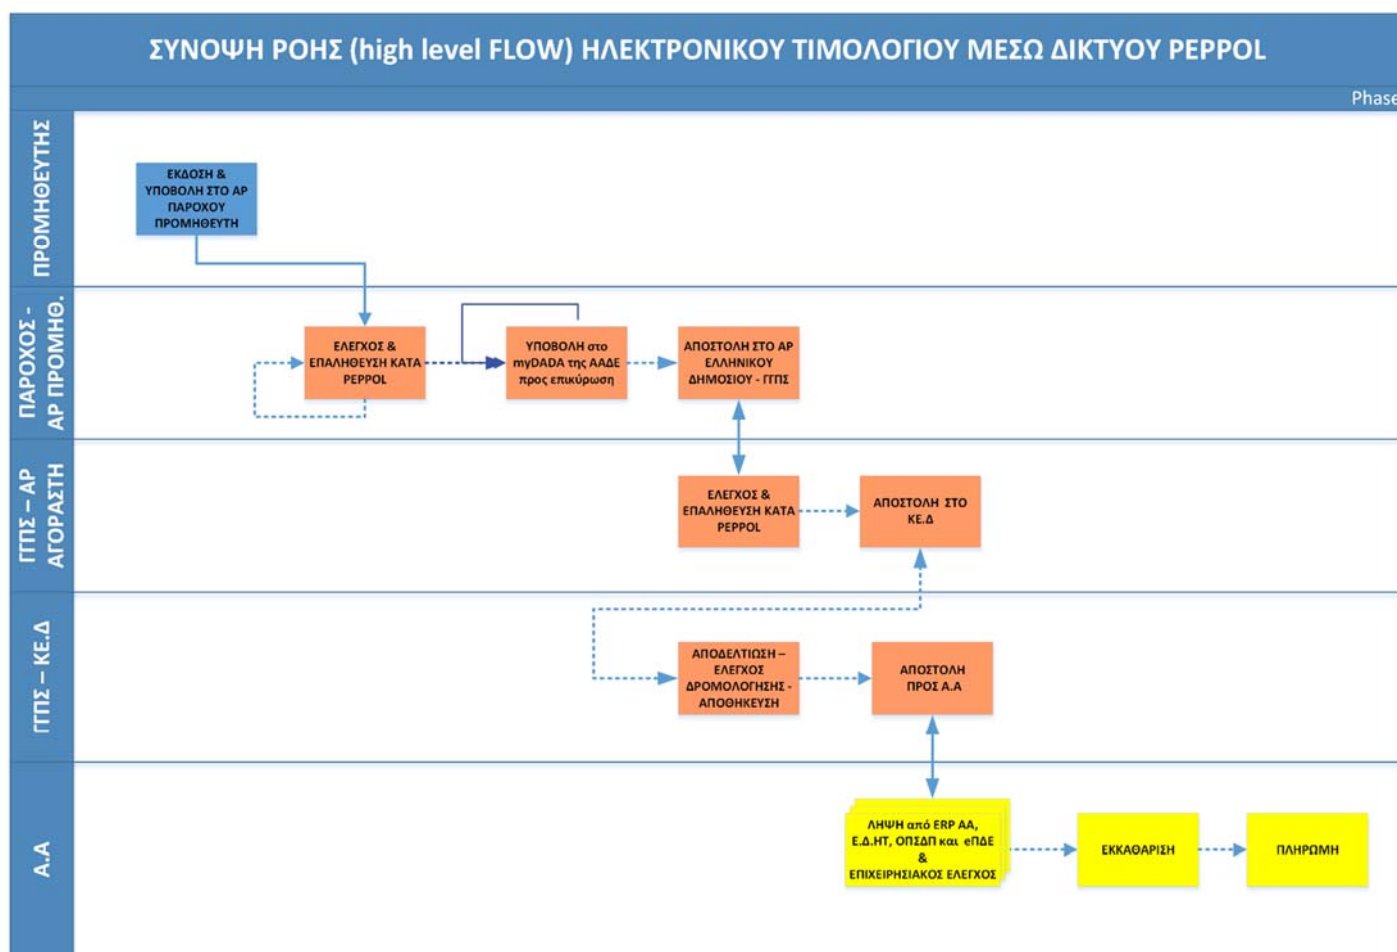 ΣΥΝΟΨΗ ΡΟΗΣ (high level FLOW) ΗΛΕΚΤΡΟΝΙΚΟΥ ΤΙΜΟΛΟΓΙΟΥ ΜΕΣΩ ΔΙΚΤΥΟΥ PEPPOL
Phase
ΠΡΟΜΗΘΕΥΤΗΣ
ΕΚΔΟΣΗ &
ΥΠΟΒΟΛΗ ΣΤΟ ΑΡ
ΠΑΡΟΧΟΥ
ΠΡΟΜΗΘΕΥΤΗ
ΠΑΡΟΧΟΣ -
ΑΡ ΠΡΟΜΗΘ.
ΕΛΕΓΧΟΣ &
ΕΠΑΛΗΘΕΥΣΗ ΚΑΤΑ
PEPPOL
ΥΠΟΒΟΛΗ στο
myDADA της ΑΑΔΕ
προς επικύρωση
ΑΠΟΣΤΟΛΗ ΣΤΟ ΑΡ
ΕΛΛΗΝΙΚΟΥ
ΔΗΜΟΣΙΟΥ - ΓΓΠΣ
ΓΓΠΣ – ΑΡ
ΑΓΟΡΑΣΤΗ
ΕΛΕΓΧΟΣ &
ΕΠΑΛΗΘΕΥΣΗ ΚΑΤΑ
PEPPOL
ΑΠΟΣΤΟΛΗ ΣΤΟ
ΚΕ.Δ
ΓΓΠΣ – ΚΕ.Δ
ΑΠΟΔΕΛΤΙΩΣΗ –
ΕΛΕΓΧΟΣ
ΔΡΟΜΟΛΟΓΗΣΗΣ -
ΑΠΟΘΗΚΕΥΣΗ
ΑΠΟΣΤΟΛΗ
ΠΡΟΣ Α.Α
Α.Α
ΛΗΨΗ από ERP ΑΑ,
Ε.Δ.ΗΤ, ΟΠΣΔΠ και eΠΔΕ
&
ΕΠΙΧΕΙΡΗΣΙΑΚΟΣ ΕΛΕΓΧΟΣ
ΕΚΚΑΘΑΡΙΣΗ
ΠΛΗΡΩΜΗ